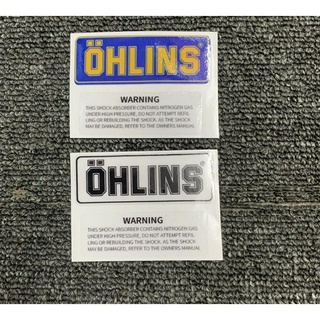 ÖHLINS®
WARNING
THIS SHOCK ABSORBER CONTAINS NITROGEN GAS
UNDER HIGH PRESSURE, DO NOT ATTEMPT REFIL
LING OR REBUILDING THE SHOCK, AS THE SHOCK
MAY BE DAMAGED, REFER TO THE OWNERS MANUAL
ÖHLINS®
WARNING
THIS SHOCK ABSORBER CONTAINS NITROGEN GAS
UNDER HIGH PRESSURE, DO NOT ATTEMPT REFIL
LING OR REBUILDING THE SHOCK, AS THE SHOCK
MAY BE DAMAGED, REFER TO THE OWNERS MANUAL